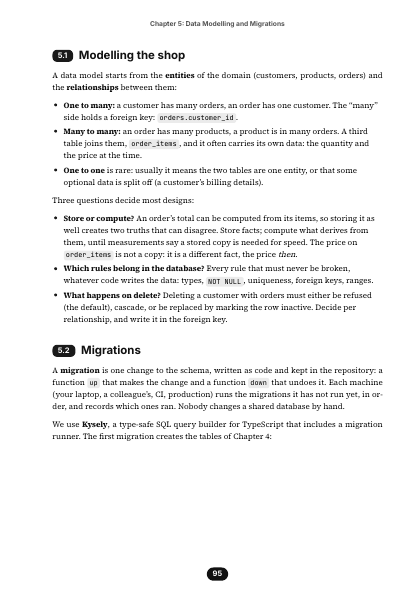 Chapter 5: Data Modelling and Migrations
5.1 Modelling the shop
A data model starts from the entities of the domain (customers, products, orders) and
the relationships between them:
• One to many: a customer has many orders, an order has one customer. The “many”
side holds a foreign key: orders.customer_id.
• Many to many: an order has many products, a product is in many orders. A third
table joins them, order_items, and it often carries its own data: the quantity and
the price at the time.
• One to one is rare: usually it means the two tables are one entity, or that some
optional data is split off (a customer’s billing details).
Three questions decide most designs:
• Store or compute? An order’s total can be computed from its items, so storing it as
well creates two truths that can disagree. Store facts; compute what derives from
them, until measurements say a stored copy is needed for speed. The price on
order_items is not a copy: it is a different fact, the price then.
• Which rules belong in the database? Every rule that must never be broken,
whatever code writes the data: types, NOT NULL, uniqueness, foreign keys, ranges.
• What happens on delete? Deleting a customer with orders must either be refused
(the default), cascade, or be replaced by marking the row inactive. Decide per
relationship, and write it in the foreign key.
5.2 Migrations
A migration is one change to the schema, written as code and kept in the repository: a
function up that makes the change and a function down that undoes it. Each machine
(your laptop, a colleague’s, CI, production) runs the migrations it has not run yet, in or-
der, and records which ones ran. Nobody changes a shared database by hand.
We use Kysely, a type-safe SQL query builder for TypeScript that includes a migration
runner. The first migration creates the tables of Chapter 4:
95